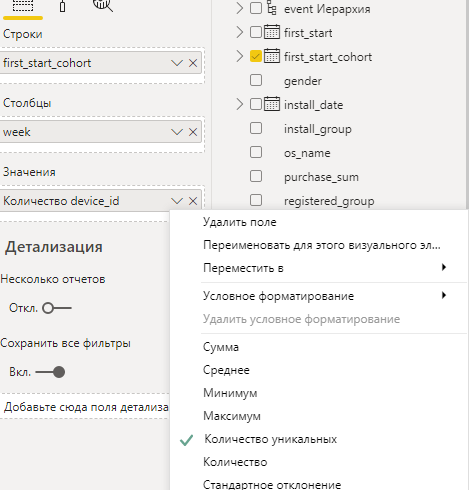 Строки
first_start_cohort
Столбцы
week
Значения
Количество device_id
Детализация
Несколько отчетов
Откл.
Сохранить все фильтры
Вкл.
Добавьте сюда поля детализа
event Иерархия
first_start
first_start_cohort
gender
install_date
install_group
os_name
purchase_sum
registered_group
Удалить поле
Переименовать для этого визуального эл...
Переместить в
Условное форматирование
Удалить условное форматирование
Сумма
Среднее
Минимум
Максимум
Количество уникальных
Количество
Стандартное отклонение